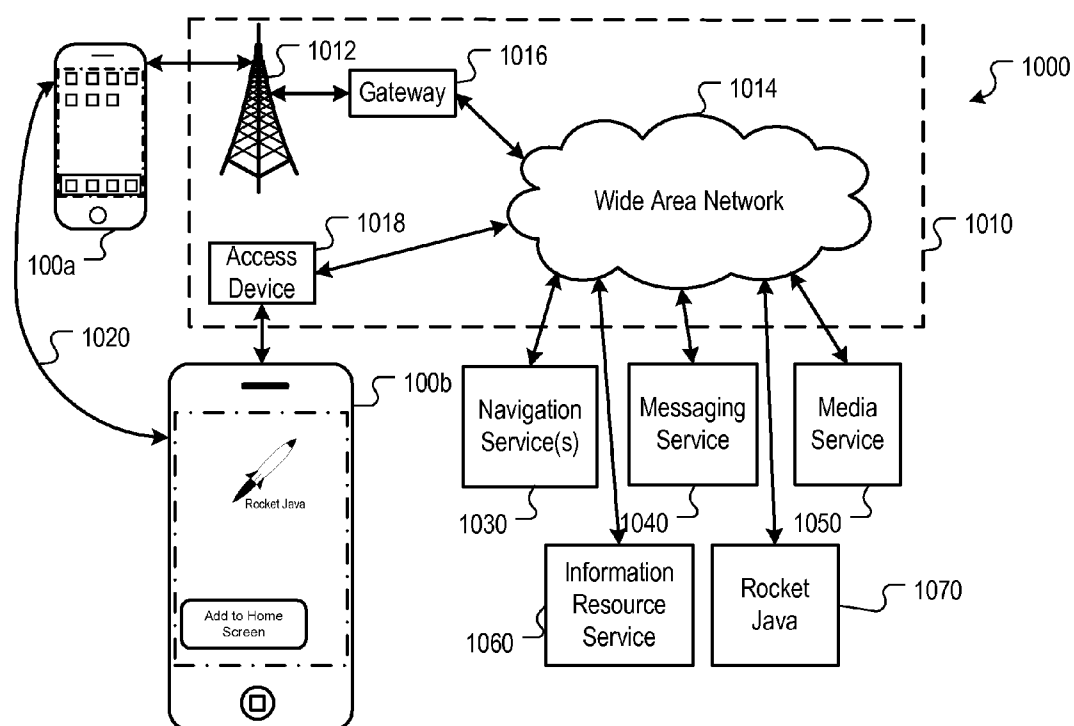 1012
1016
Gateway
1014
1000
Wide Area Network
100a
1018
Access
Device
1010
1020
100b
Navigation
Service(s)
Messaging
Service
Media
Service
Rocket Java
1030
1040
1050
Add to Home
Screen
Information
Resource
Service
Rocket
Java
1070
1060